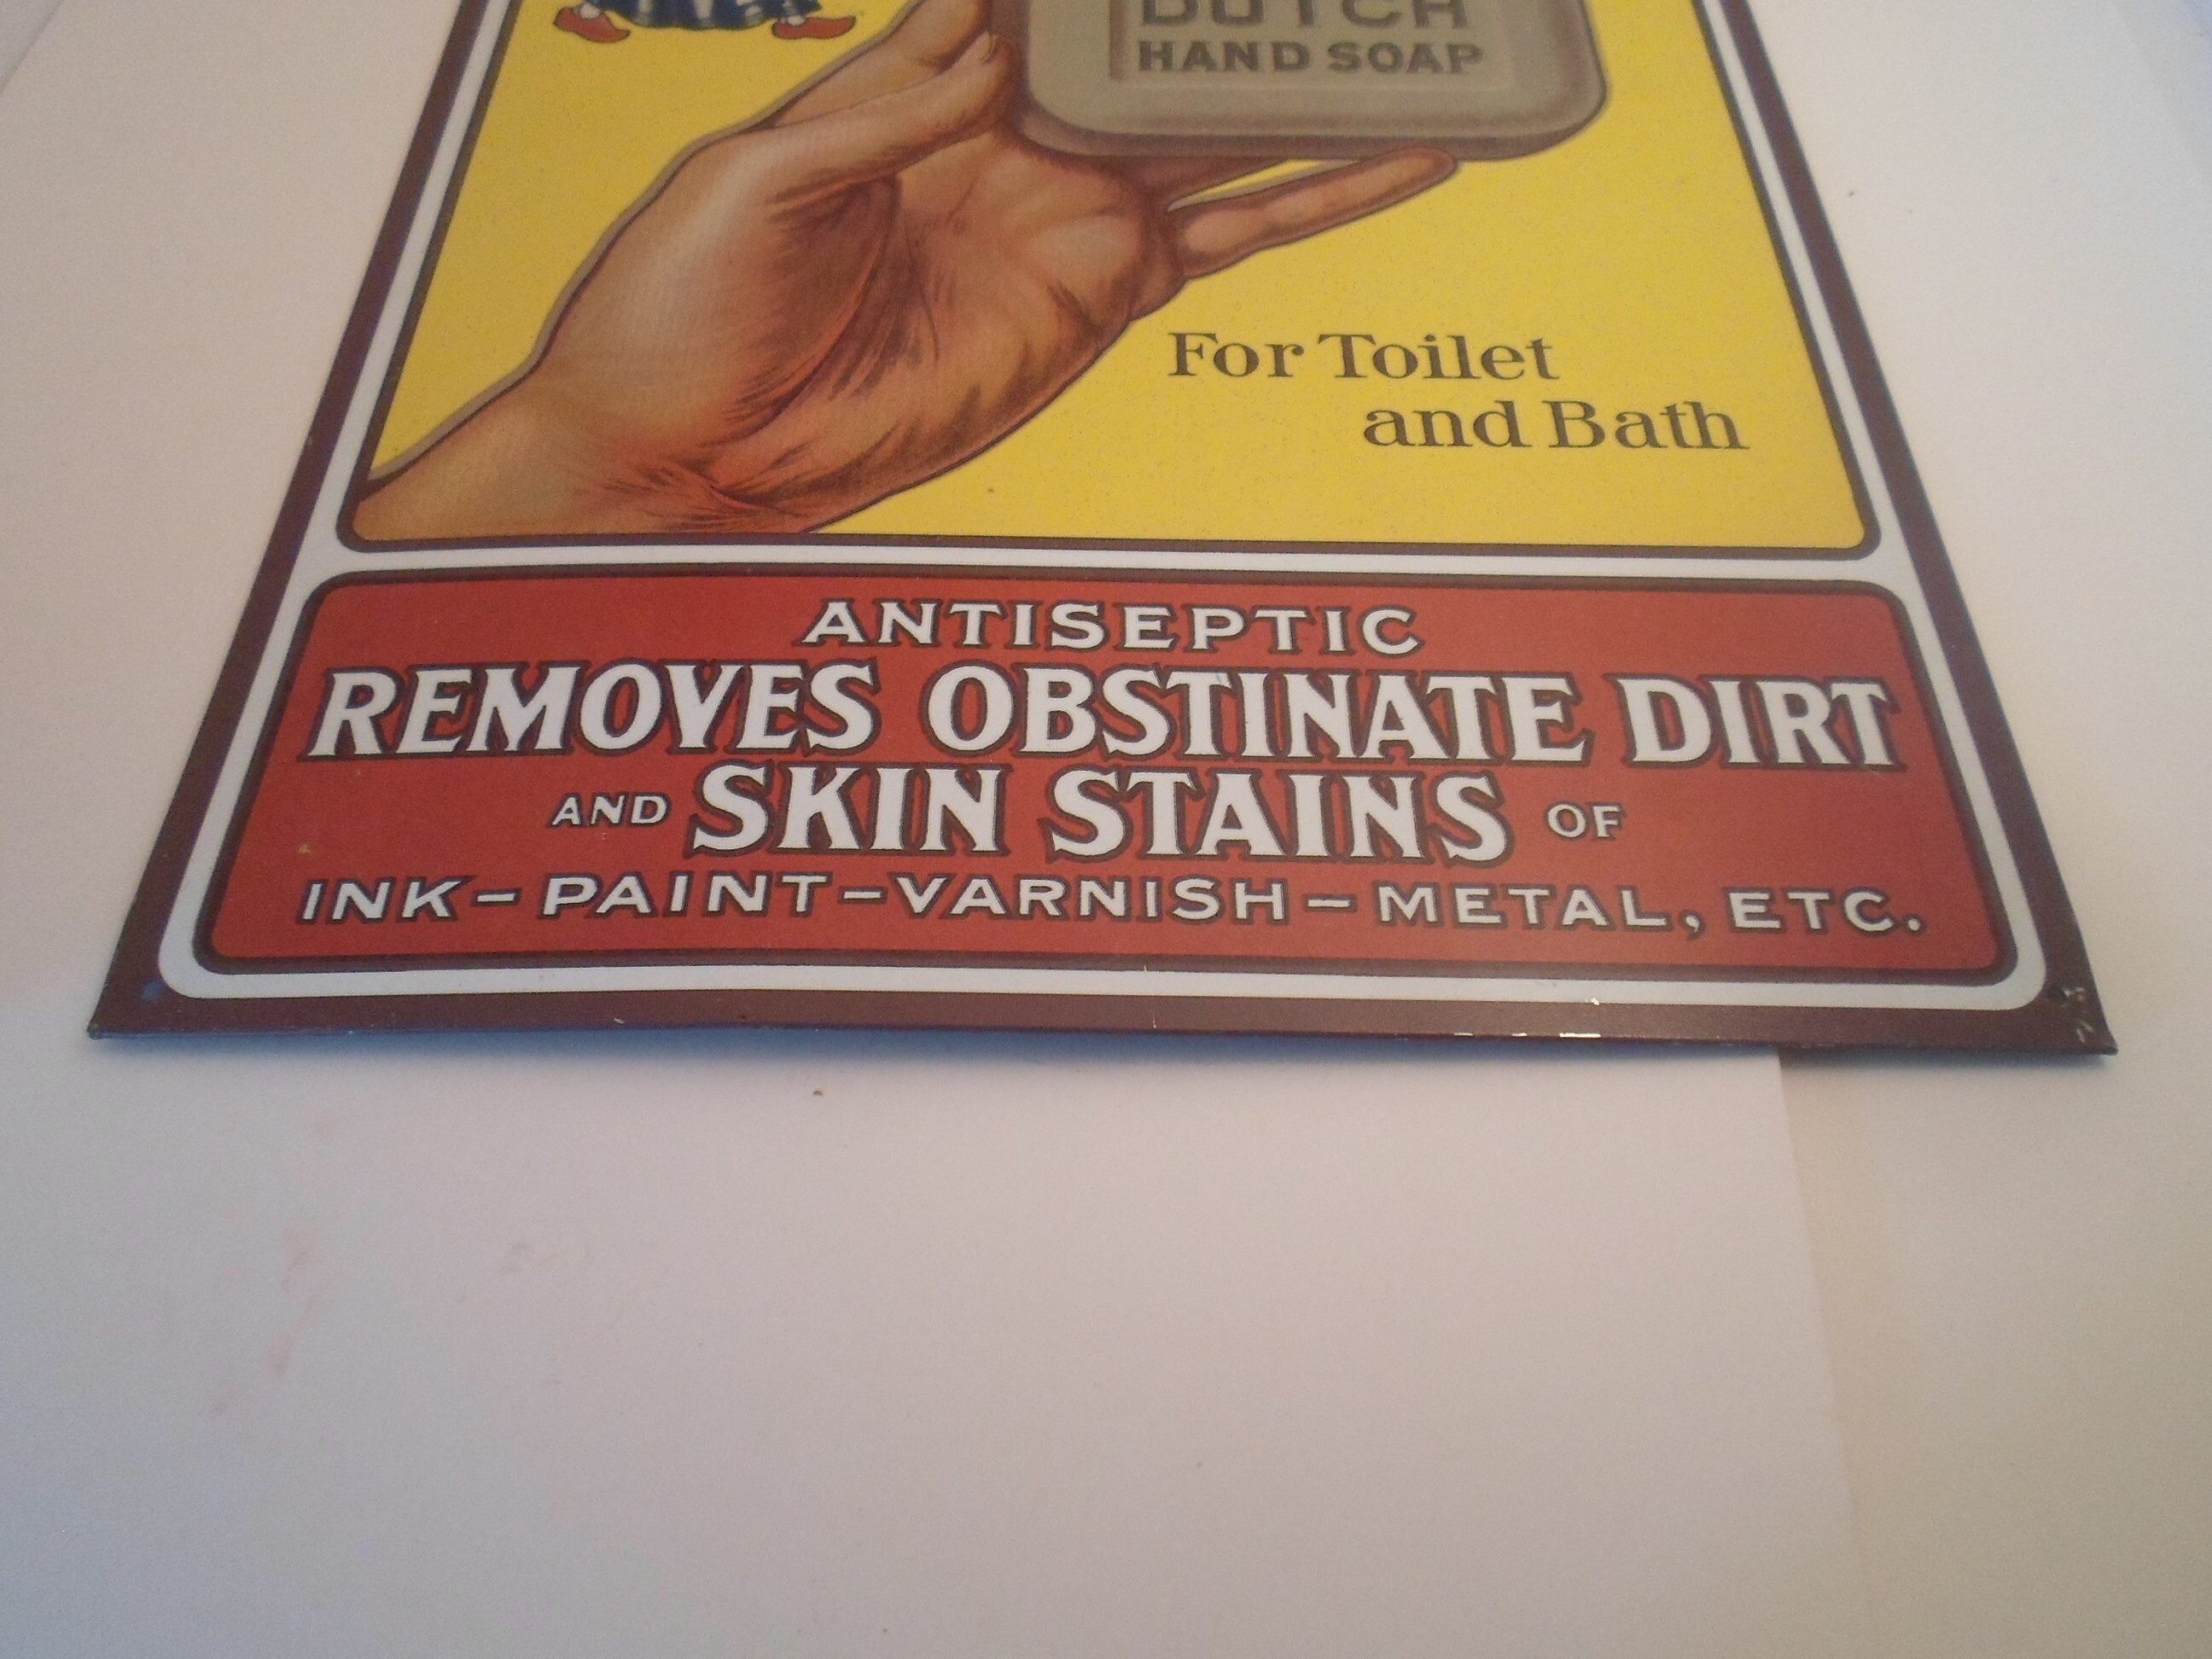 DUTCH
HAND SOAP
For Toilet
and Bath
ANTISEPTIC
REMOVES OBSTINATE DIRT
AND SKIN STAINS OF
INK-PAINT-VARNISH-METAL, ETC.